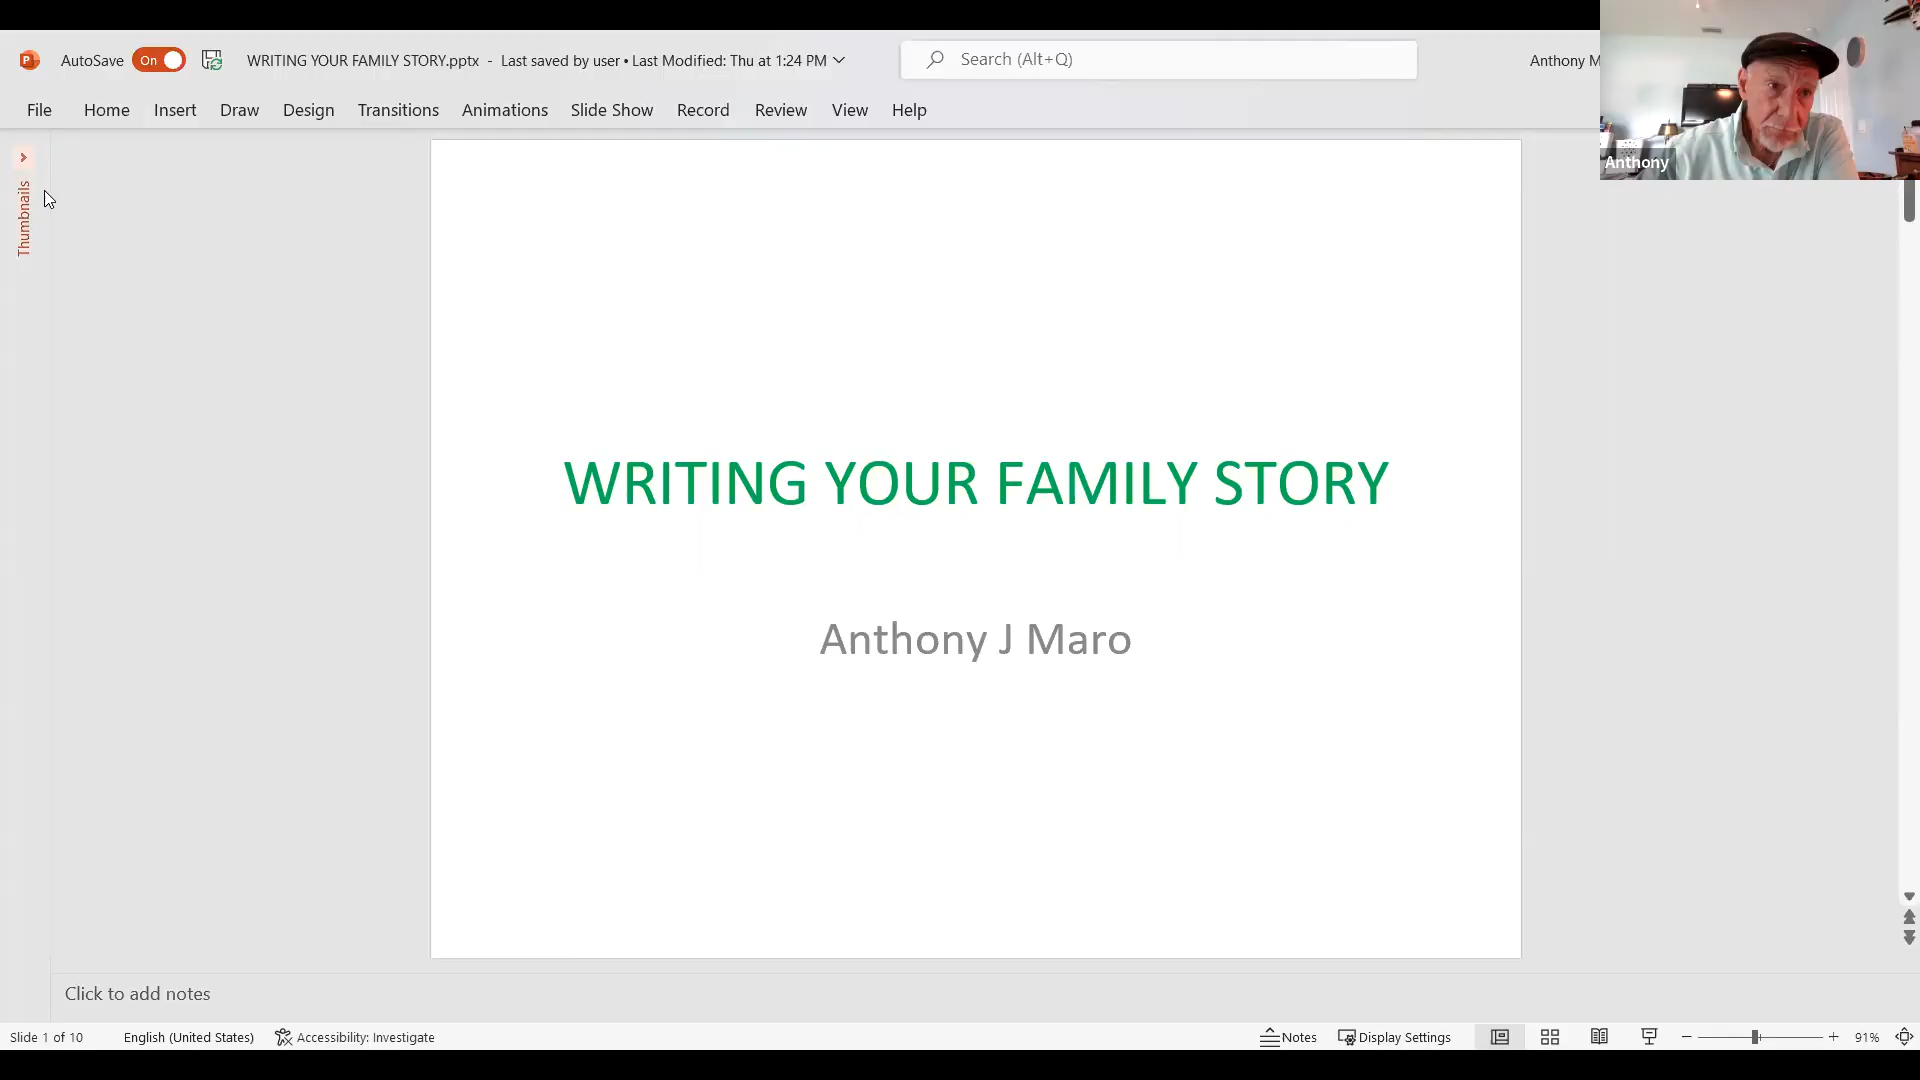 AutoSave On WRITING YOUR FAMILY STORY.pptx - Last saved by user • Last Modified: Thu at 1:24 PM Search (Alt+Q) Anthony M
File Home Insert Draw Design Transitions Animations Slide Show Record Review View Help
Anthony
Thumbnails
WRITING YOUR FAMILY STORY
Anthony J Maro
Click to add notes
Slide 1 of 10 English (United States) Accessibility: Investigate Notes Display Settings 91%